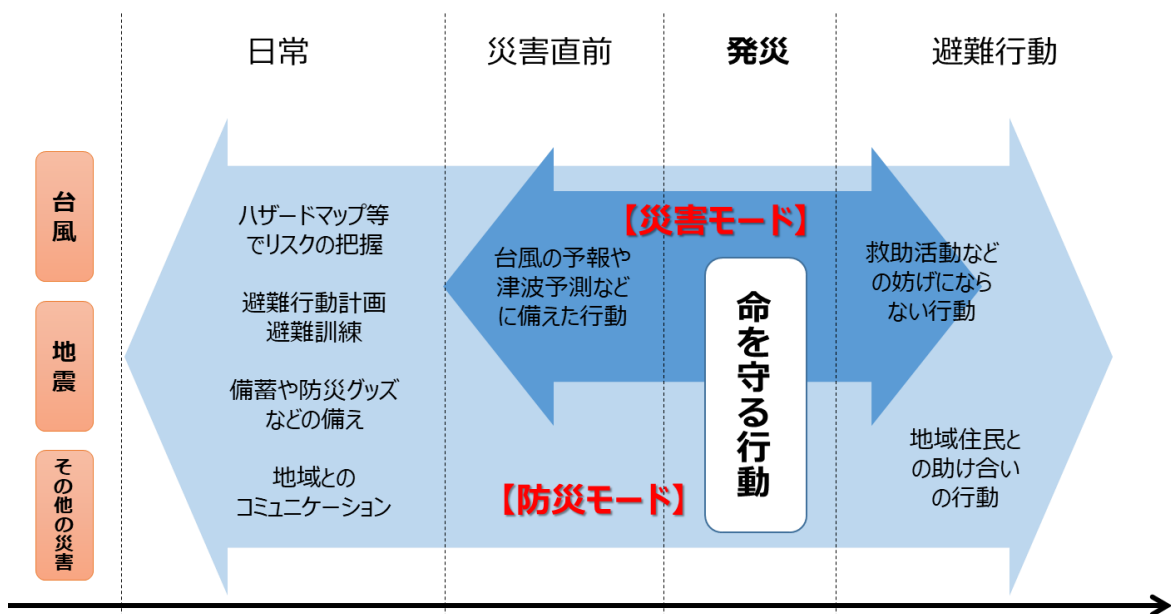 日常
災害直前
発災
避難行動
台風
地震
その他の災害
ハザードマップ等
でリスクの把握
避難行動計画
避難訓練
備蓄や防災グッズ
などの備え
地域との
コミュニケーション
台風の予報や
津波予測など
に備えた行動
【災害モード】
【防災モード】
命を守る行動
救助活動など
の妨げになら
ない行動
地域住民と
の助け合い
の行動